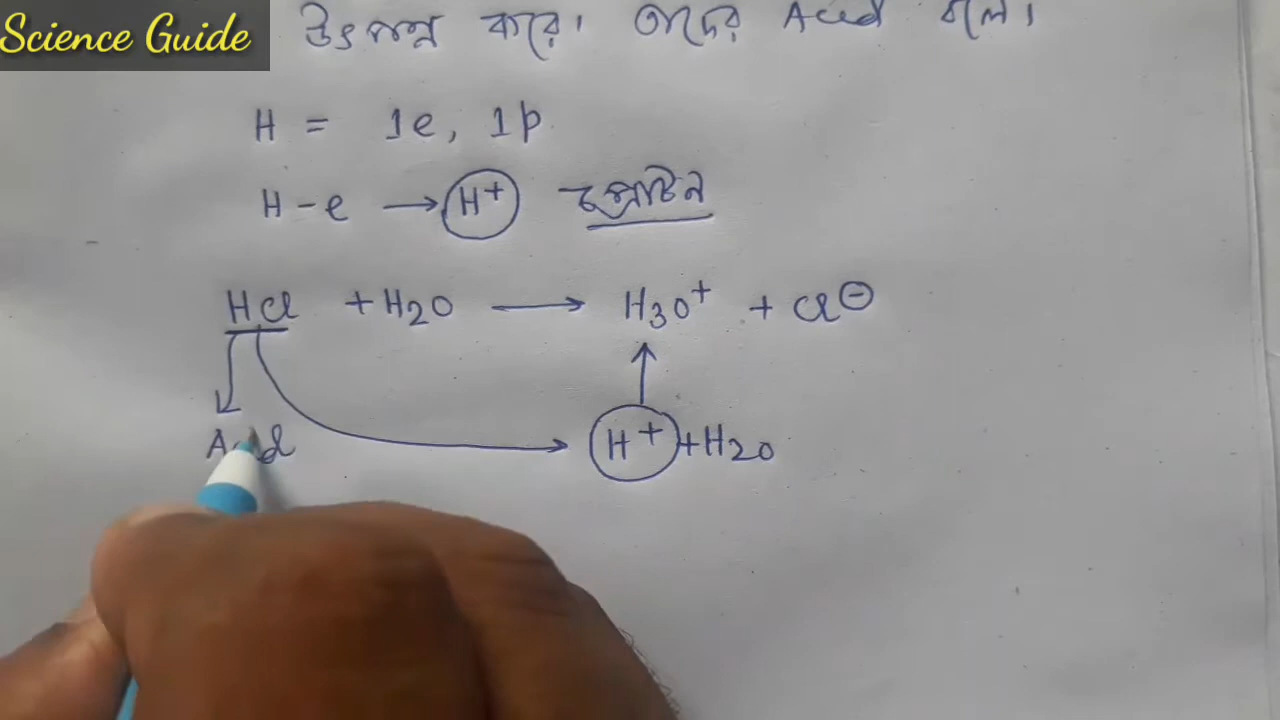 Science Guide
উৎপন্ন করে। তাদের Acid বলে।
H = 1e, 1p
H - e → H+ প্রোটন
HCl + H2O → H3O+ + Cl⊖
H+ + H2O
Acid